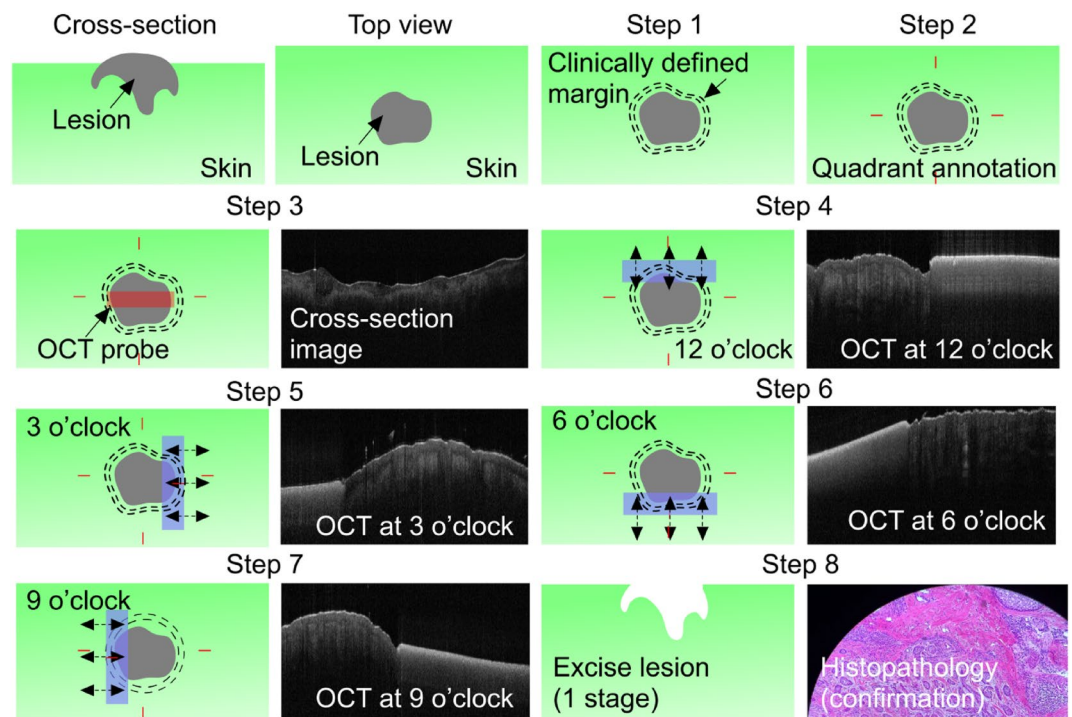 Cross-section
Top view
Step 1
Step 2
Lesion
Skin
Lesion
Skin
Clinically defined
margin
Quadrant annotation
Step 3
Step 4
OCT probe
Cross-section
image
12 o'clock
OCT at 12 o'clock
Step 5
Step 6
3 o'clock
OCT at 3 o'clock
6 o'clock
OCT at 6 o'clock
Step 7
Step 8
9 o'clock
OCT at 9 o'clock
Excise lesion
(1 stage)
Histopathology
(confirmation)